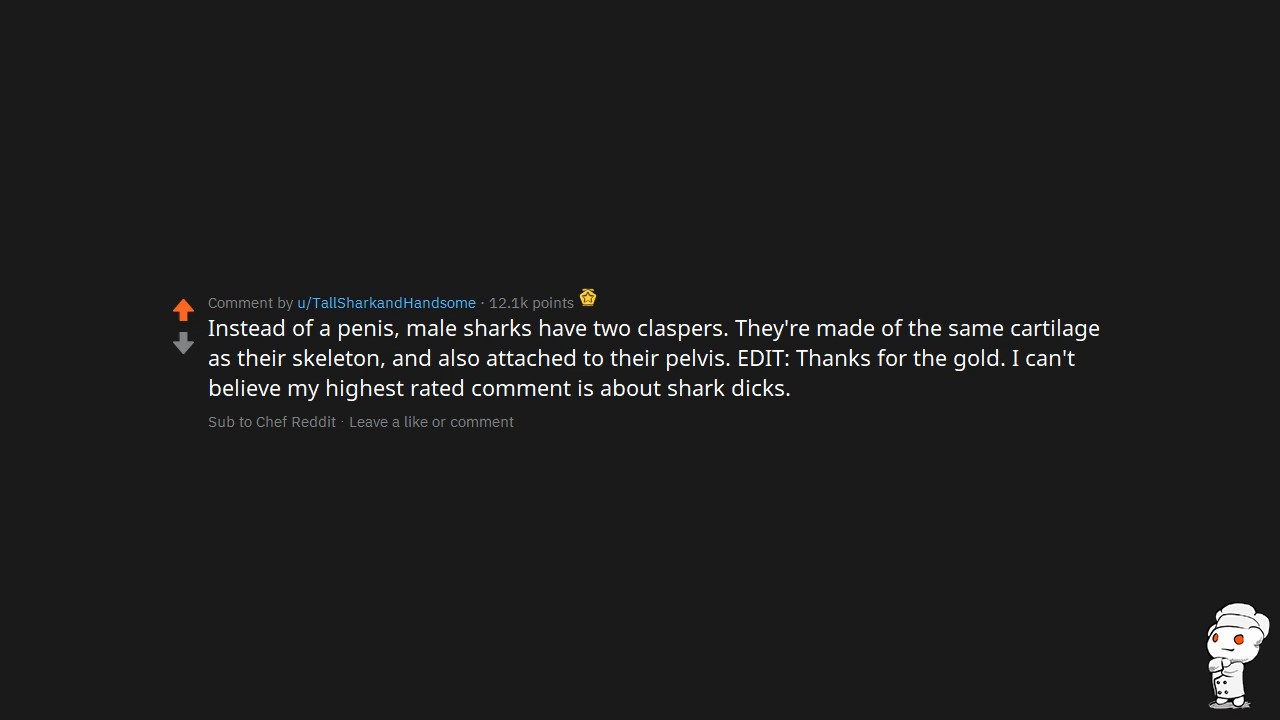 Comment by u/TallSharkandHandsome · 12.1k points
Instead of a penis, male sharks have two claspers. They're made of the same cartilage
as their skeleton, and also attached to their pelvis. EDIT: Thanks for the gold. I can't
believe my highest rated comment is about shark dicks.
Sub to Chef Reddit · Leave a like or comment